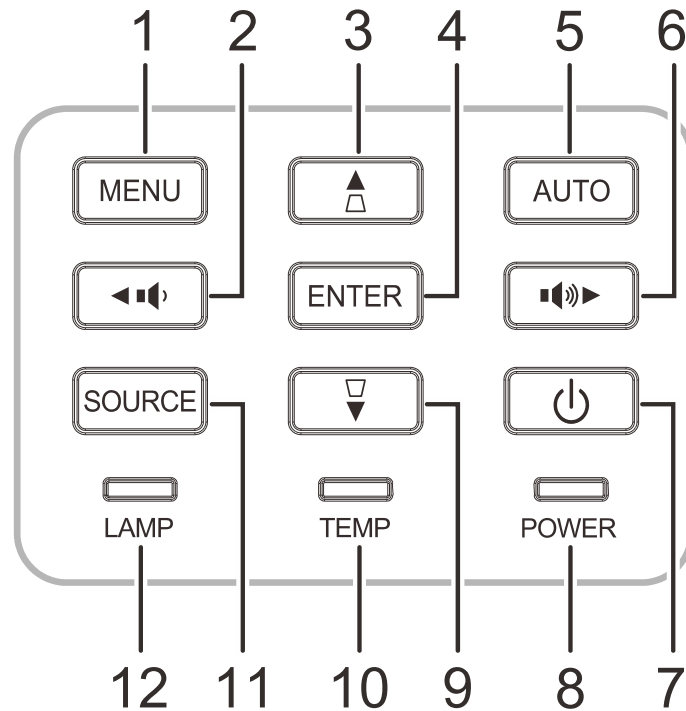 1 2 3 4 5 6
MENU AUTO
ENTER
SOURCE
LAMP TEMP POWER
12 11 10 9 8 7